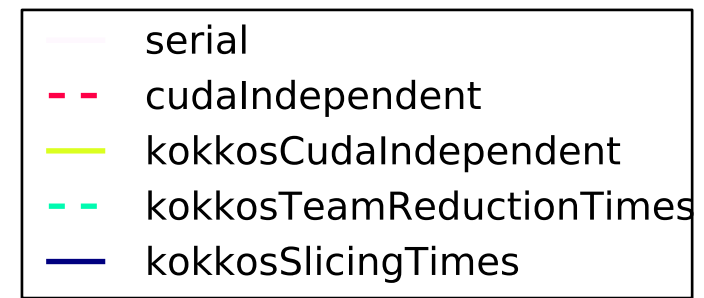 serial
cudaIndependent
kokkosCudaIndependent
kokkosTeamReductionTimes
kokkosSlicingTimes